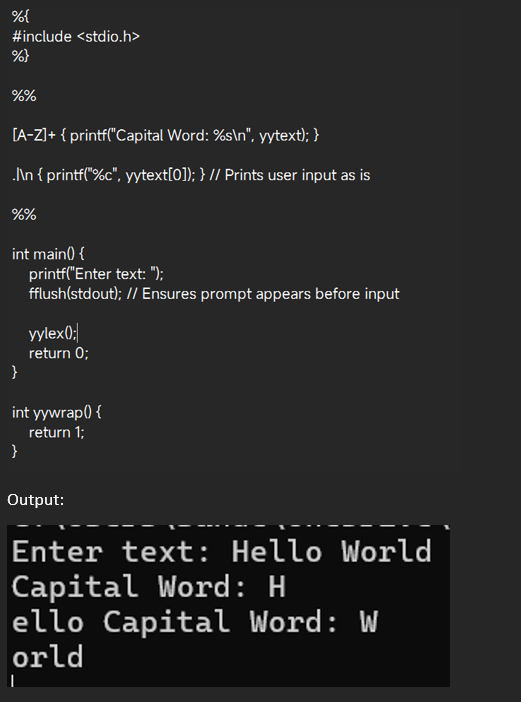 %{
#include <stdio.h>
%}
%%
[A-Z]+ { printf("Capital Word: %s\n", yytext); }
.|\n { printf("%c", yytext[0]); } // Prints user input as is
%%
int main() {
printf("Enter text: ");
fflush(stdout); // Ensures prompt appears before input
yylex();
return 0;
}
int yywrap() {
return 1;
}
Output:
Enter text: Hello World
Capital Word: H
ello Capital Word: W
orld